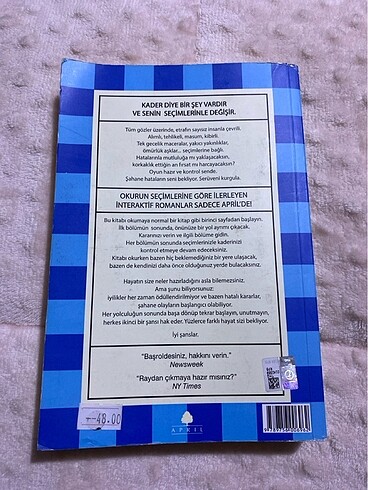 KADER DİYE BİR ŞEY VARDIR
VE SENİN SEÇİMLERİNLE DEĞİŞİR.
Tüm gözler üzerinde, etrafın sayısız insanla çevrili.
Alımlı, tehlikeli, masum, kibirli.
Tek gecelik maceralar, yakıcı yakınlıklar,
ömürlük aşklar... seçimlerine bağlı.
Hatalarınla mutluluğa mı yaklaşacaksın,
korkaklık ettiğin an fırsat mı harcayacaksın?
Oyun hazır ve kontrol sende.
Şahane hataların seni bekliyor. Serüveni kurgula.
OKURUN SEÇİMLERİNE GÖRE İLERLEYEN
İNTERAKTİF ROMANLAR SADECE APRİL'DE!
Bu kitabı okumaya normal bir kitap gibi birinci sayfadan başlayın.
İlk bölümün sonunda, önünüze bir yol ayrımı çıkacak.
Kararınızı verin ve ilgili bölüme gidin.
Her bölümün sonunda seçimlerinizle kaderinizi
kontrol etmeye devam edeceksiniz.
Kitabı okurken bazen hiç beklemediğiniz bir yere ulaşacak,
bazen de kendinizi daha önce olduğunuz yerde bulacaksınız.
Hayatın size neler hazırladığını asla bilemezsiniz.
Ama şunu biliyorsunuz:
iyilikler her zaman ödüllendirilmiyor ve bazen hatalı kararlar,
şahane olayların başlangıcı olabiliyor.
Her yolculuğun sonunda başa dönüp tekrar başlayın, unutmayın,
herkes ikinci bir şansı hak eder. Yüzlerce farklı hayat sizi bekliyor.
İyi şanslar.
"Başroldesiniz, hakkını verin."
Newsweek
"Raydan çıkmaya hazır mısınız?"
NY Times
48.00
APRIL